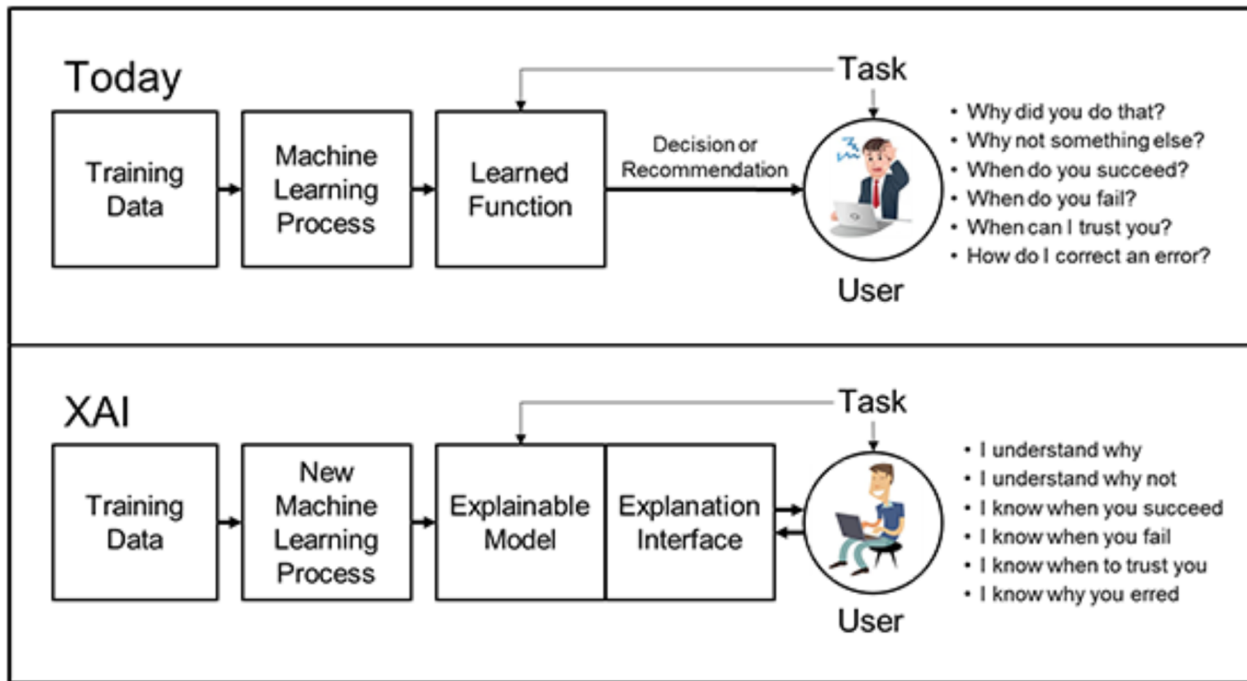 Today
Training
Data
Machine
Learning
Process
Learned
Function
Decision or
Recommendation
Task
User
• Why did you do that?
• Why not something else?
• When do you succeed?
• When do you fail?
• When can I trust you?
• How do I correct an error?
XAI
Training
Data
New
Machine
Learning
Process
Explainable
Model
Explanation
Interface
Task
User
• I understand why
• I understand why not
• I know when you succeed
• I know when you fail
• I know when to trust you
• I know why you erred